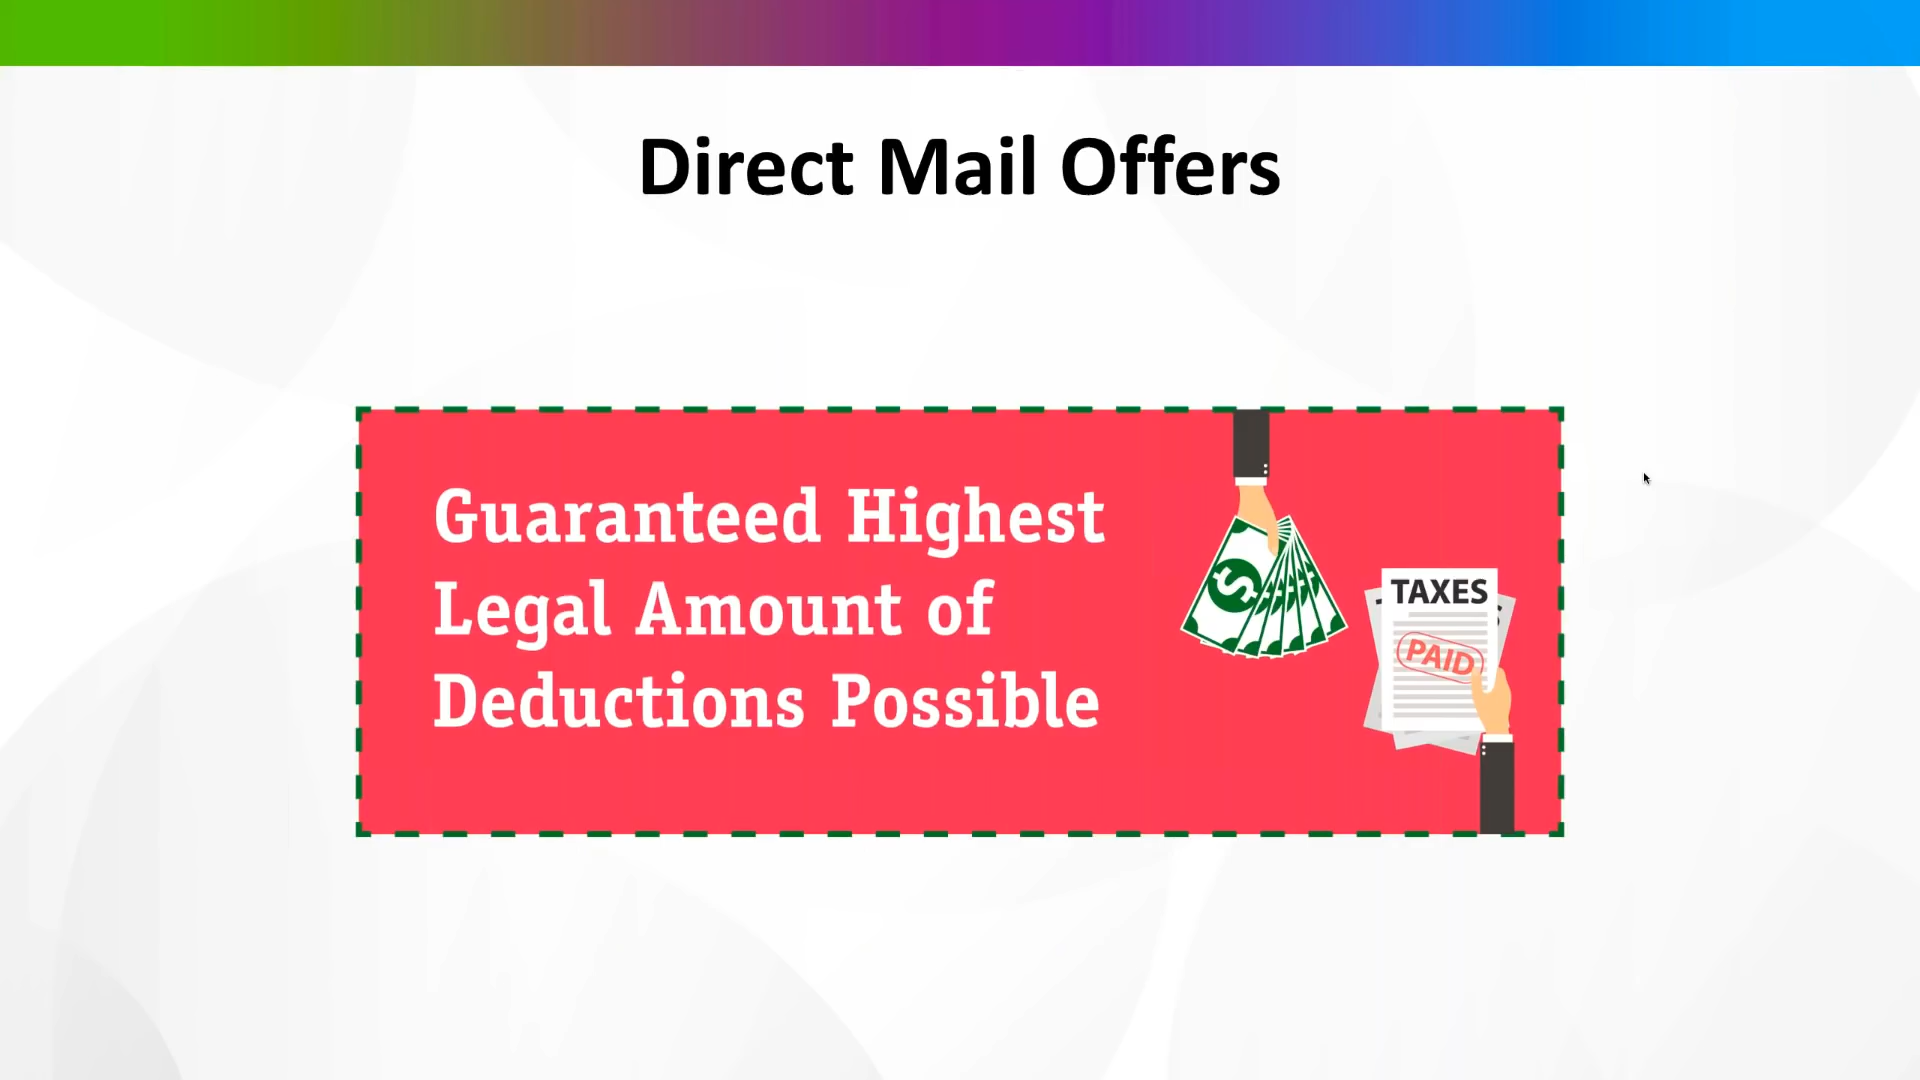 Direct Mail Offers
Guaranteed Highest
Legal Amount of
Deductions Possible
$
TAXES
PAID